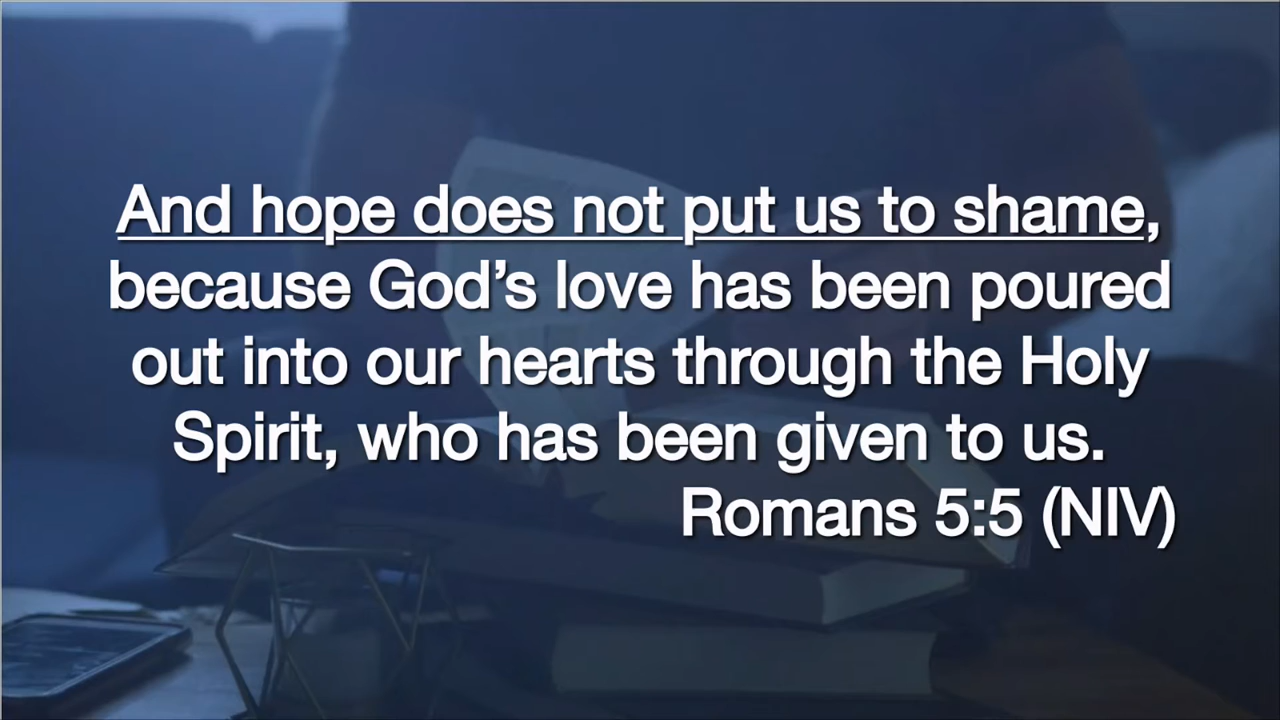 And hope does not put us to shame,
because God’s love has been poured
out into our hearts through the Holy
Spirit, who has been given to us.
Romans 5:5 (NIV)